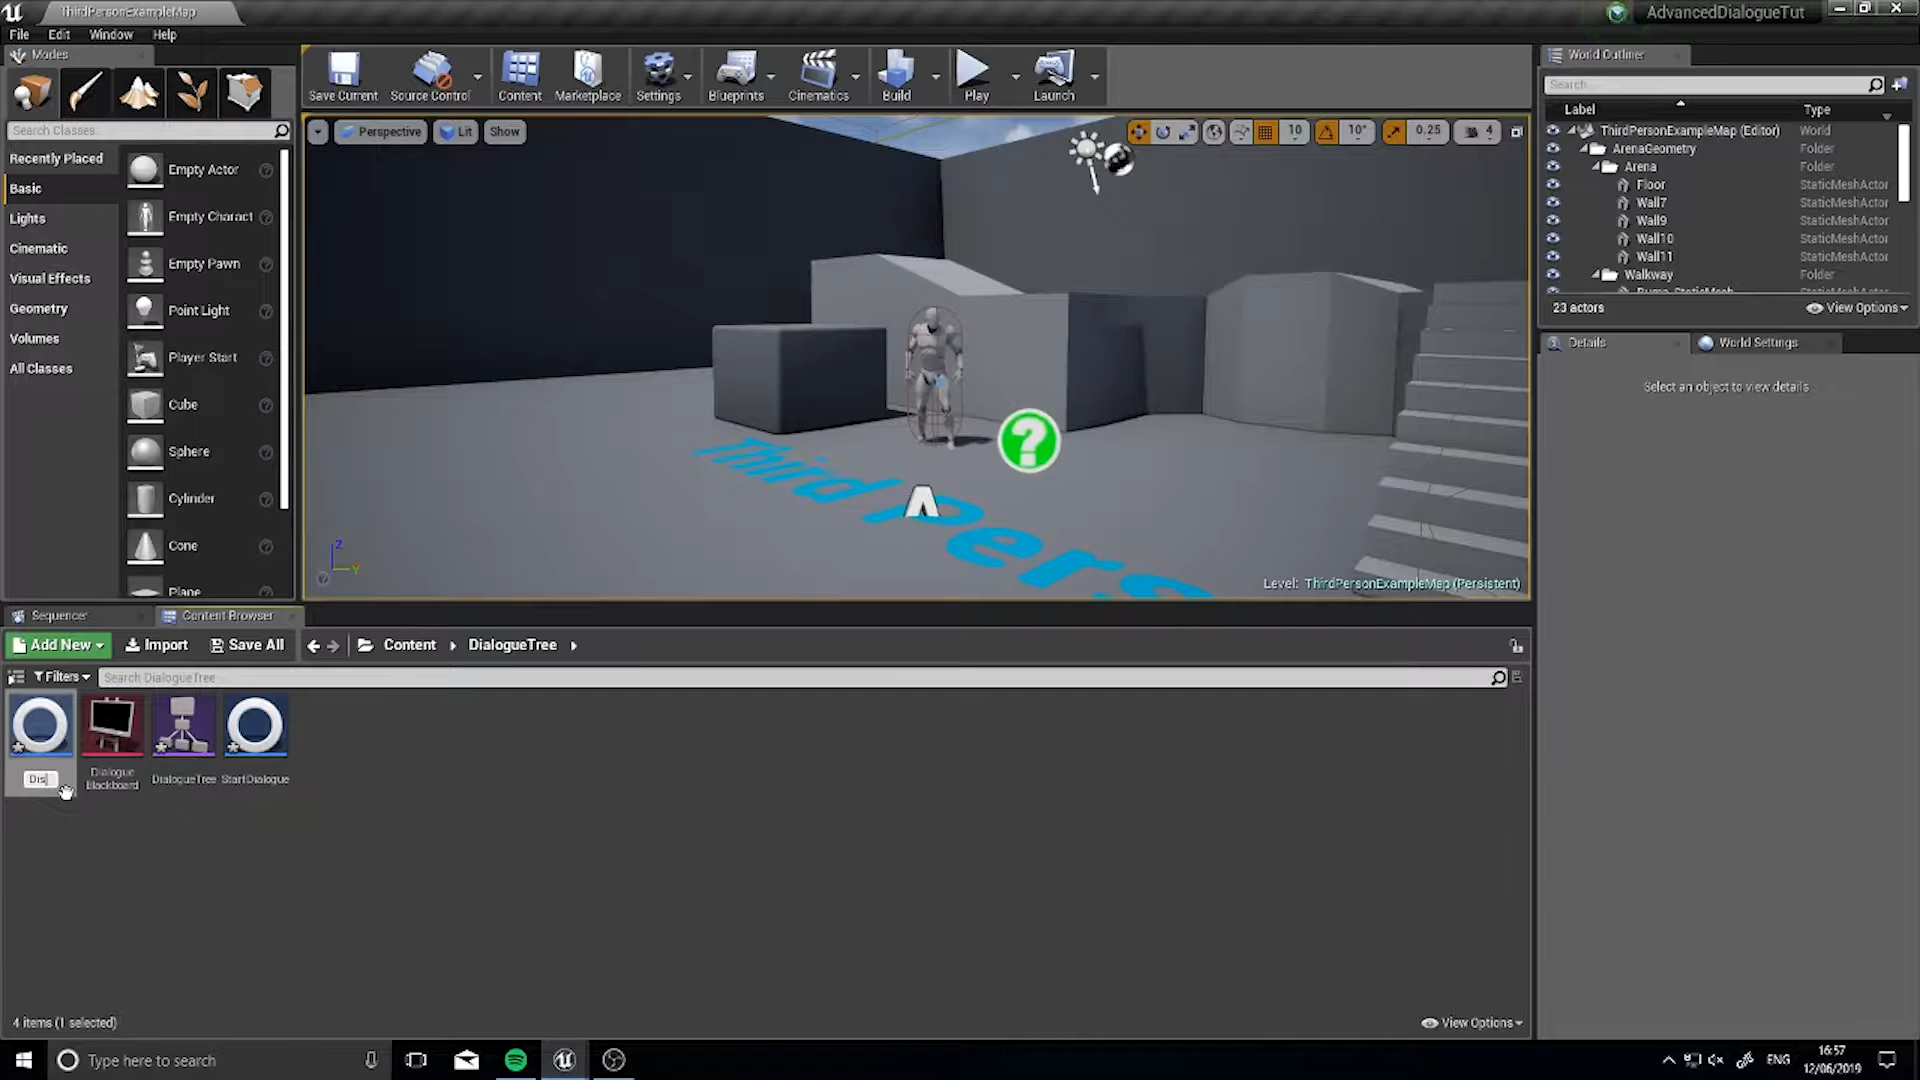 ThirdPersonExampleMap
AdvancedDialogueTut
File Edit Window Help
Modes
Save Current Source Control Content Marketplace Settings Blueprints Cinematics Build Play Launch
World Outliner
Search Classes
Search...
Label Type
Perspective Lit Show
10 10° 0.25 4
Recently Placed
Basic
Lights
Cinematic
Visual Effects
Geometry
Volumes
All Classes
Empty Actor
Empty Charact
Empty Pawn
Point Light
Player Start
Cube
Sphere
Cylinder
Cone
Plane
ThirdPersonExampleMap (Editor) World
ArenaGeometry Folder
Arena Folder
Floor StaticMeshActor
Wall7 StaticMeshActor
Wall9 StaticMeshActor
Wall10 StaticMeshActor
Wall11 StaticMeshActor
Walkway Folder
23 actors View Options
Details World Settings
Select an object to view details
Third Pers
Z
Y
Level: ThirdPersonExampleMap (Persistent)
Sequencer Content Browser
Add New Import Save All Content DialogueTree
Filters Search DialogueTree
Dis
Dialogue
Blackboard
DialogueTree
StartDialogue
4 items (1 selected) View Options
Type here to search
ENG
16:57
12/06/2019